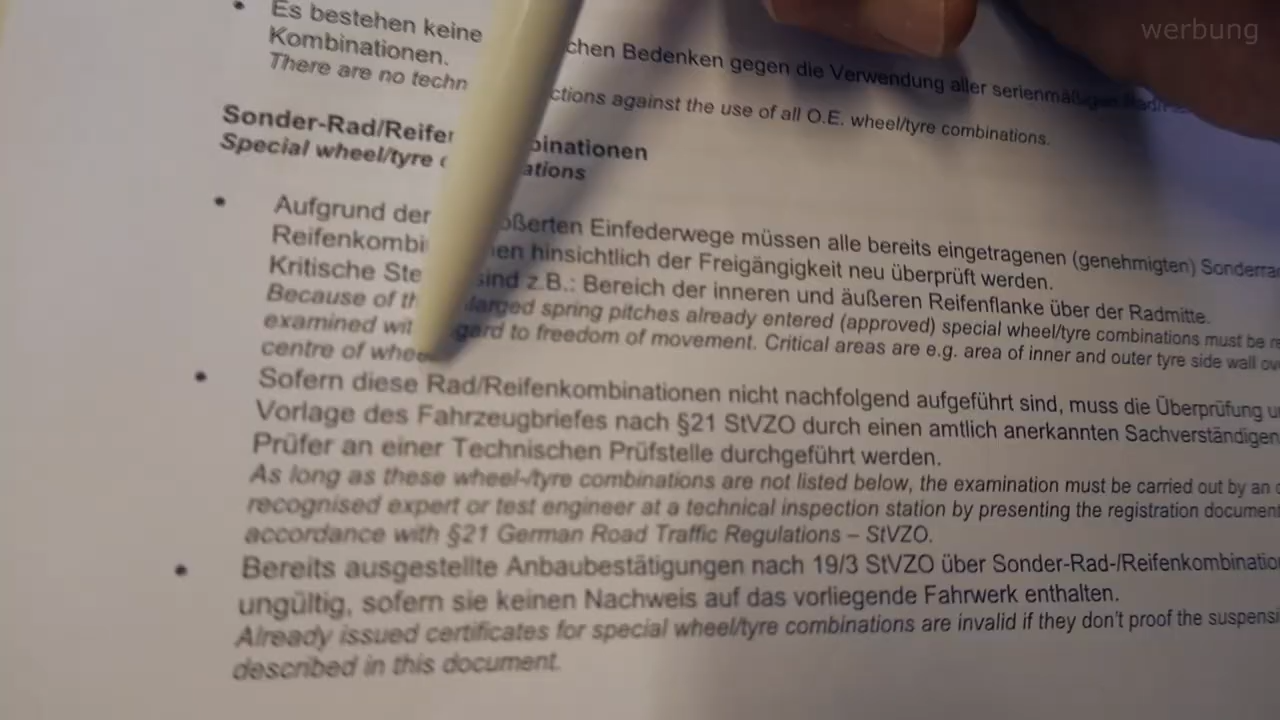 werbung
Es bestehen keine chen Bedenken gegen die Verwendung aller serienmäßigen
Kombinationen.
There are no techn ctions against the use of all O.E. wheel/tyre combinations.
Sonder-Rad/Reifen binationen
Special wheel/tyre ations
Aufgrund der ößerten Einfederwege müssen alle bereits eingetragenen (genehmigten) Sonderra
Reifenkombi en hinsichtlich der Freigängigkeit neu überprüft werden.
Kritische Ste sind z.B.: Bereich der inneren und äußeren Reifenflanke über der Radmitte.
Because of th larged spring pitches already entered (approved) special wheel/tyre combinations must be r
examined wit gard to freedom of movement. Critical areas are e.g. area of inner and outer tyre side wall ov
centre of whee
Sofern diese Rad/Reifenkombinationen nicht nachfolgend aufgeführt sind, muss die Überprüfung u
Vorlage des Fahrzeugbriefes nach §21 StVZO durch einen amtlich anerkannten Sachverständigen
Prüfer an einer Technischen Prüfstelle durchgeführt werden.
As long as these wheel-/tyre combinations are not listed below, the examination must be carried out by an
recognised expert or test engineer at a technical inspection station by presenting the registration document
accordance with §21 German Road Traffic Regulations – StVZO.
Bereits ausgestellte Anbaubestätigungen nach 19/3 StVZO über Sonder-Rad-/Reifenkombinatio
ungültig, sofern sie keinen Nachweis auf das vorliegende Fahrwerk enthalten.
Already issued certificates for special wheel/tyre combinations are invalid if they don't proof the suspensi
described in this document.